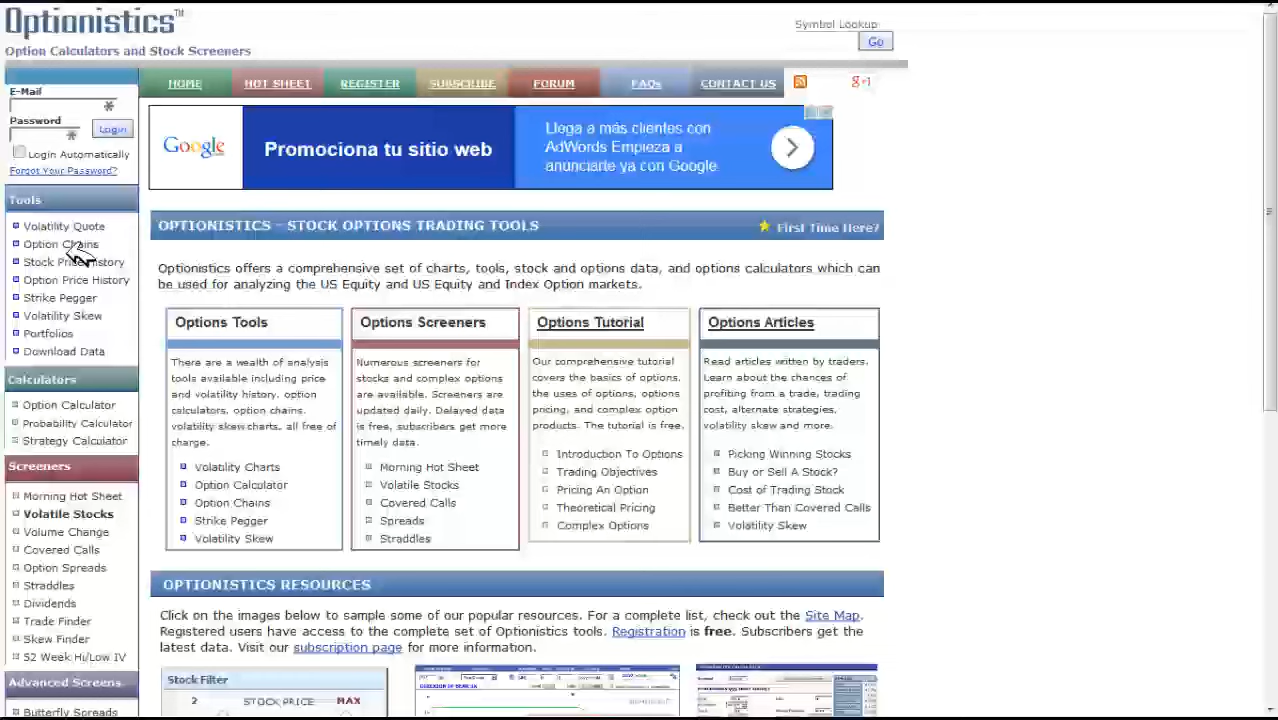 Optionistics™
Option Calculators and Stock Screeners
Symbol Lookup
Go
HOME
HOT SHEET
REGISTER
SUBSCRIBE
FORUM
FAQs
CONTACT US
g+1
E-Mail
Password
Login
Login Automatically
Forgot Your Password?
Tools
Volatility Quote
Option Chains
Stock Price History
Option Price History
Strike Pegger
Volatility Skew
Portfolios
Download Data
Calculators
Option Calculator
Probability Calculator
Strategy Calculator
Screeners
Morning Hot Sheet
Volatile Stocks
Volume Change
Covered Calls
Option Spreads
Straddles
Dividends
Trade Finder
Skew Finder
52 Week Hi/Low IV
Advanced Screens
Butterfly Spreads
Google
Promociona tu sitio web
Llega a más clientes con
AdWords Empieza a
anunciarte ya con Google
OPTIONISTICS - STOCK OPTIONS TRADING TOOLS
First Time Here?
Optionistics offers a comprehensive set of charts, tools, stock and options data, and options calculators which can
be used for analyzing the US Equity and US Equity and Index Option markets.
Options Tools
There are a wealth of analysis
tools available including price
and volatility history, option
calculators, option chains.
volatility skew charts, all free of
charge.
Volatility Charts
Option Calculator
Option Chains
Strike Pegger
Volatility Skew
Options Screeners
Numerous screeners for
stocks and complex options
are available. Screeners are
updated daily. Delayed data
is free, subscribers get more
timely data.
Morning Hot Sheet
Volatile Stocks
Covered Calls
Spreads
Straddles
Options Tutorial
Our comprehensive tutorial
covers the basics of options,
the uses of options, options
pricing, and complex option
products. The tutorial is free.
Introduction To Options
Trading Objectives
Pricing An Option
Theoretical Pricing
Complex Options
Options Articles
Read articles written by traders.
Learn about the chances of
profiting from a trade, trading
cost, alternate strategies,
volatility skew and more.
Picking Winning Stocks
Buy or Sell A Stock?
Cost of Trading Stock
Better Than Covered Calls
Volatility Skew
OPTIONISTICS RESOURCES
Click on the images below to sample some of our popular resources. For a complete list, check out the Site Map.
Registered users have access to the complete set of Optionistics tools. Registration is free. Subscribers get the
latest data. Visit our subscription page for more information.
Stock Filter
2 STOCK PRICE MAX